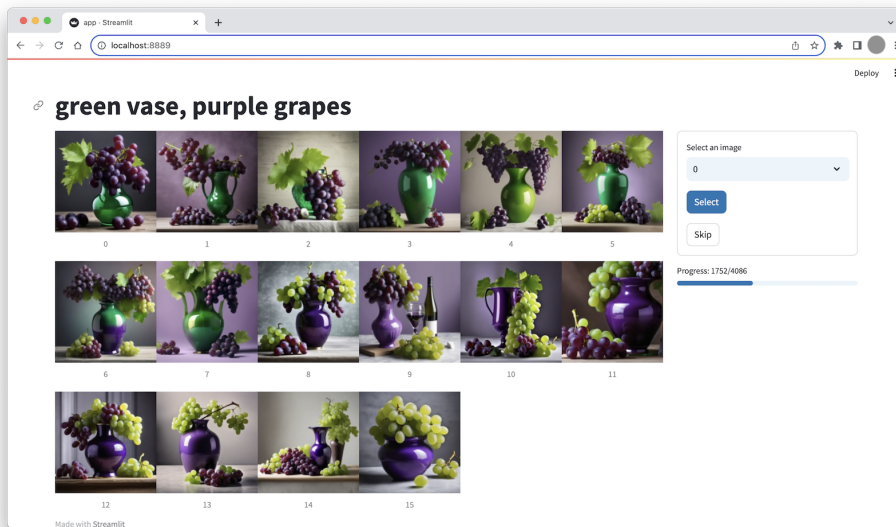 app · Streamlit
localhost:8889
Deploy
green vase, purple grapes
Select an image
0
Select
Skip
Progress: 1752/4086
0 1 2 3 4 5
6 7 8 9 10 11
12 13 14 15
Made with Streamlit